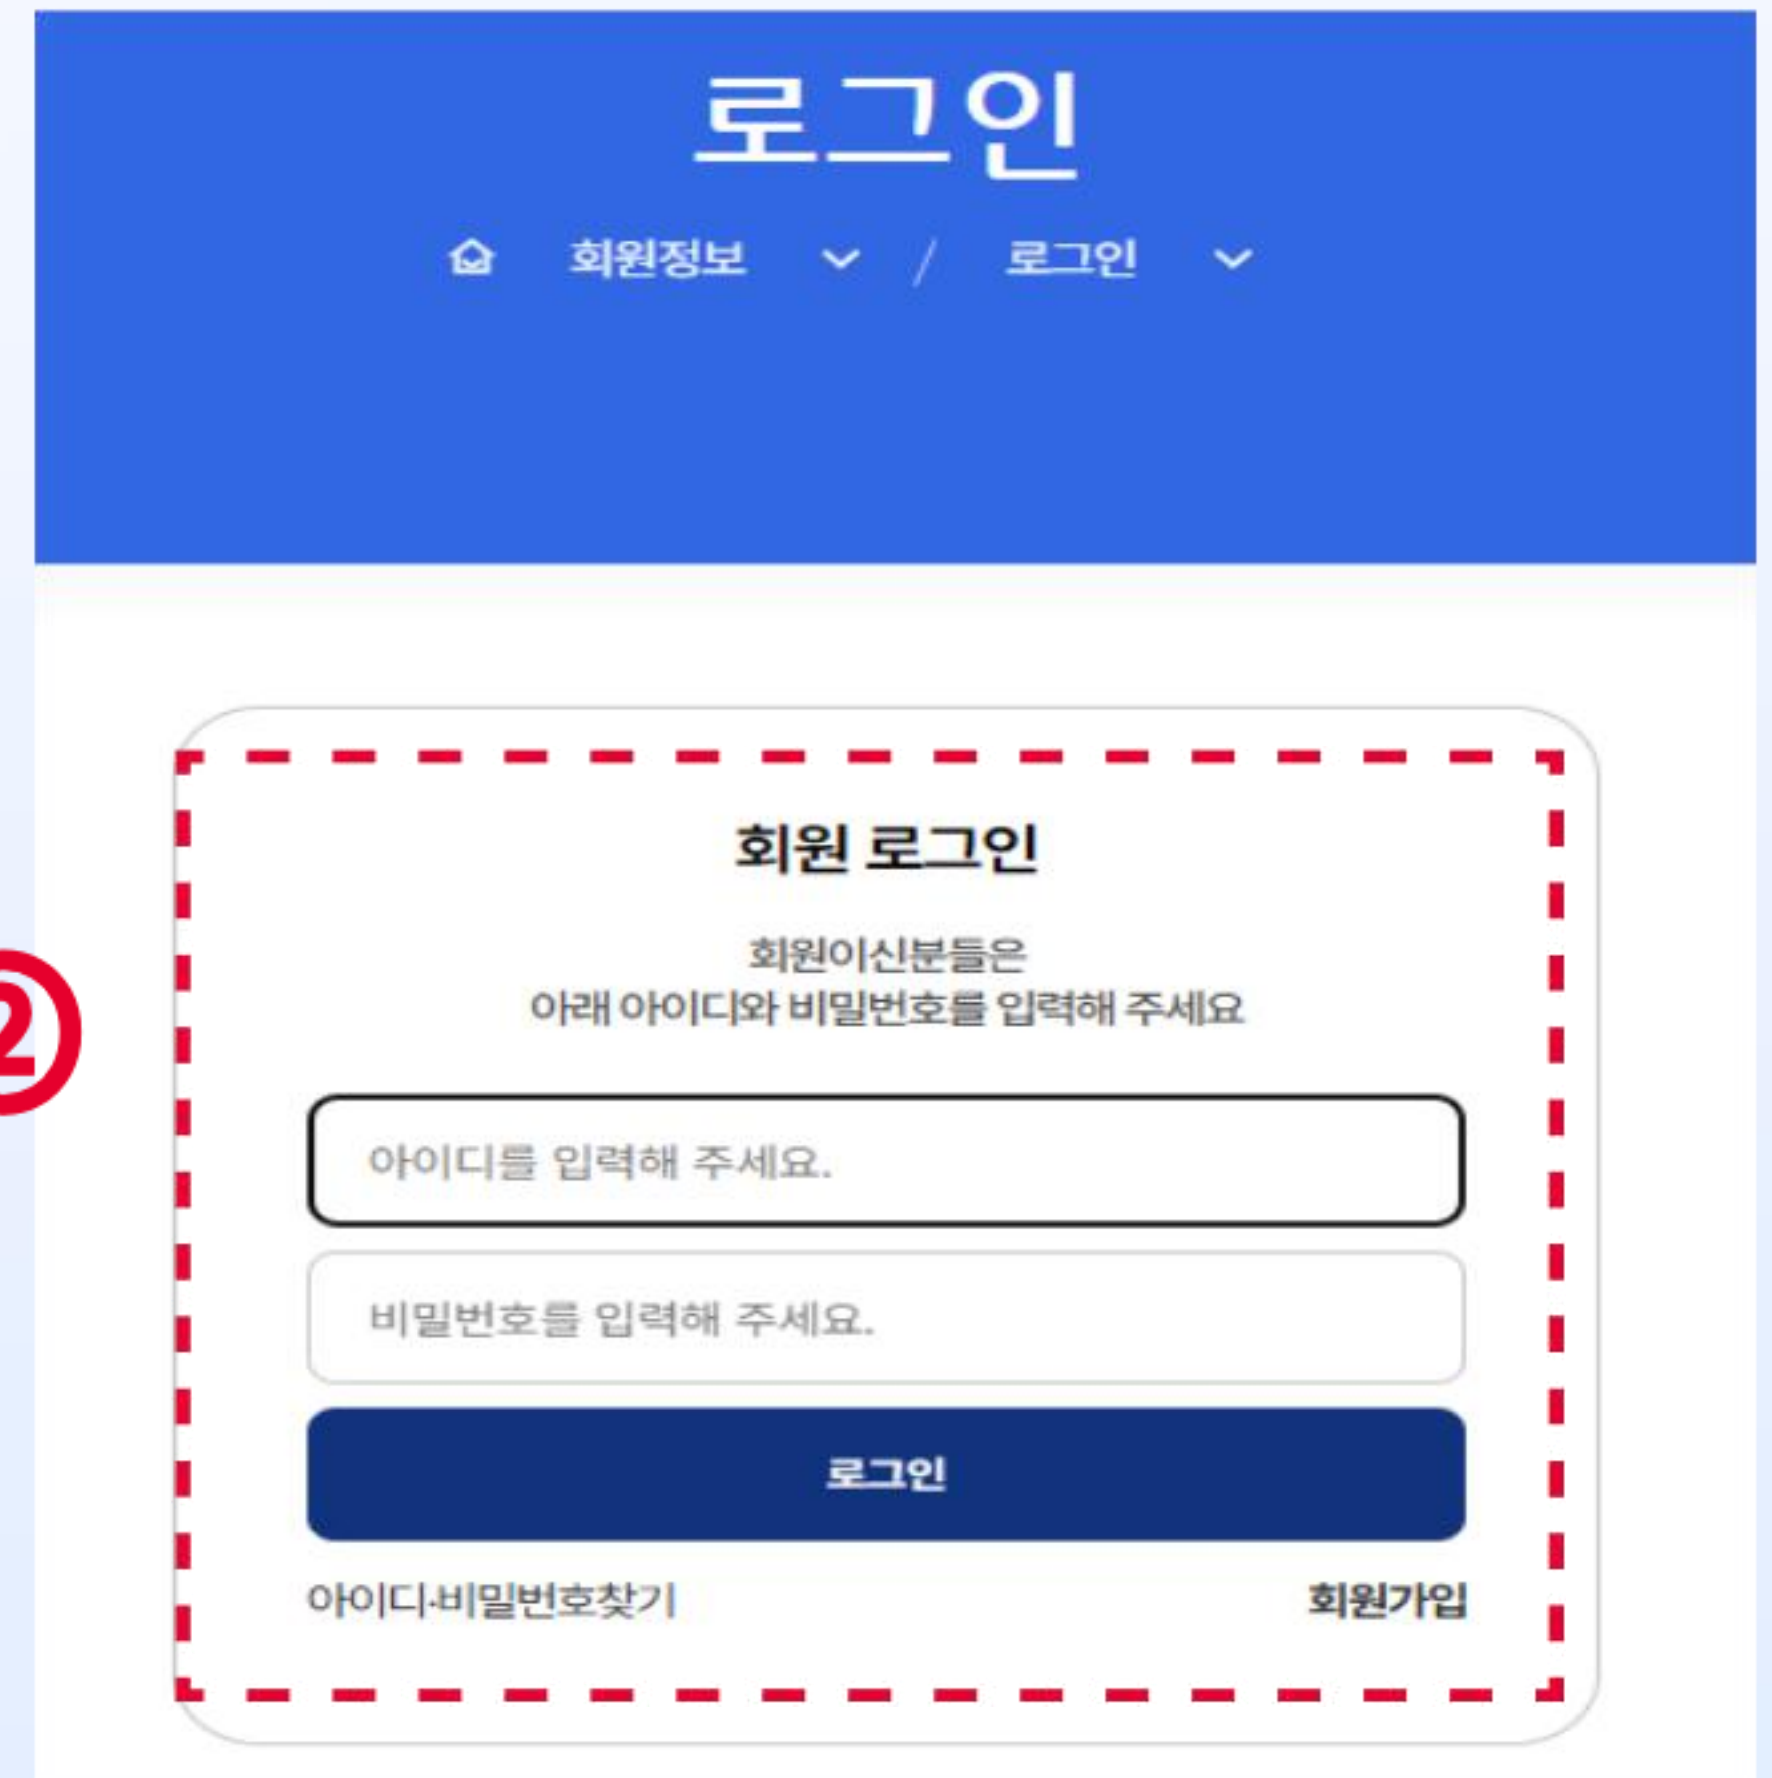 로그인
회원정보 / 로그인
회원 로그인
회원이신분들은
아래 아이디와 비밀번호를 입력해 주세요
②
아이디를 입력해 주세요.
비밀번호를 입력해 주세요.
로그인
아이디·비밀번호찾기 회원가입